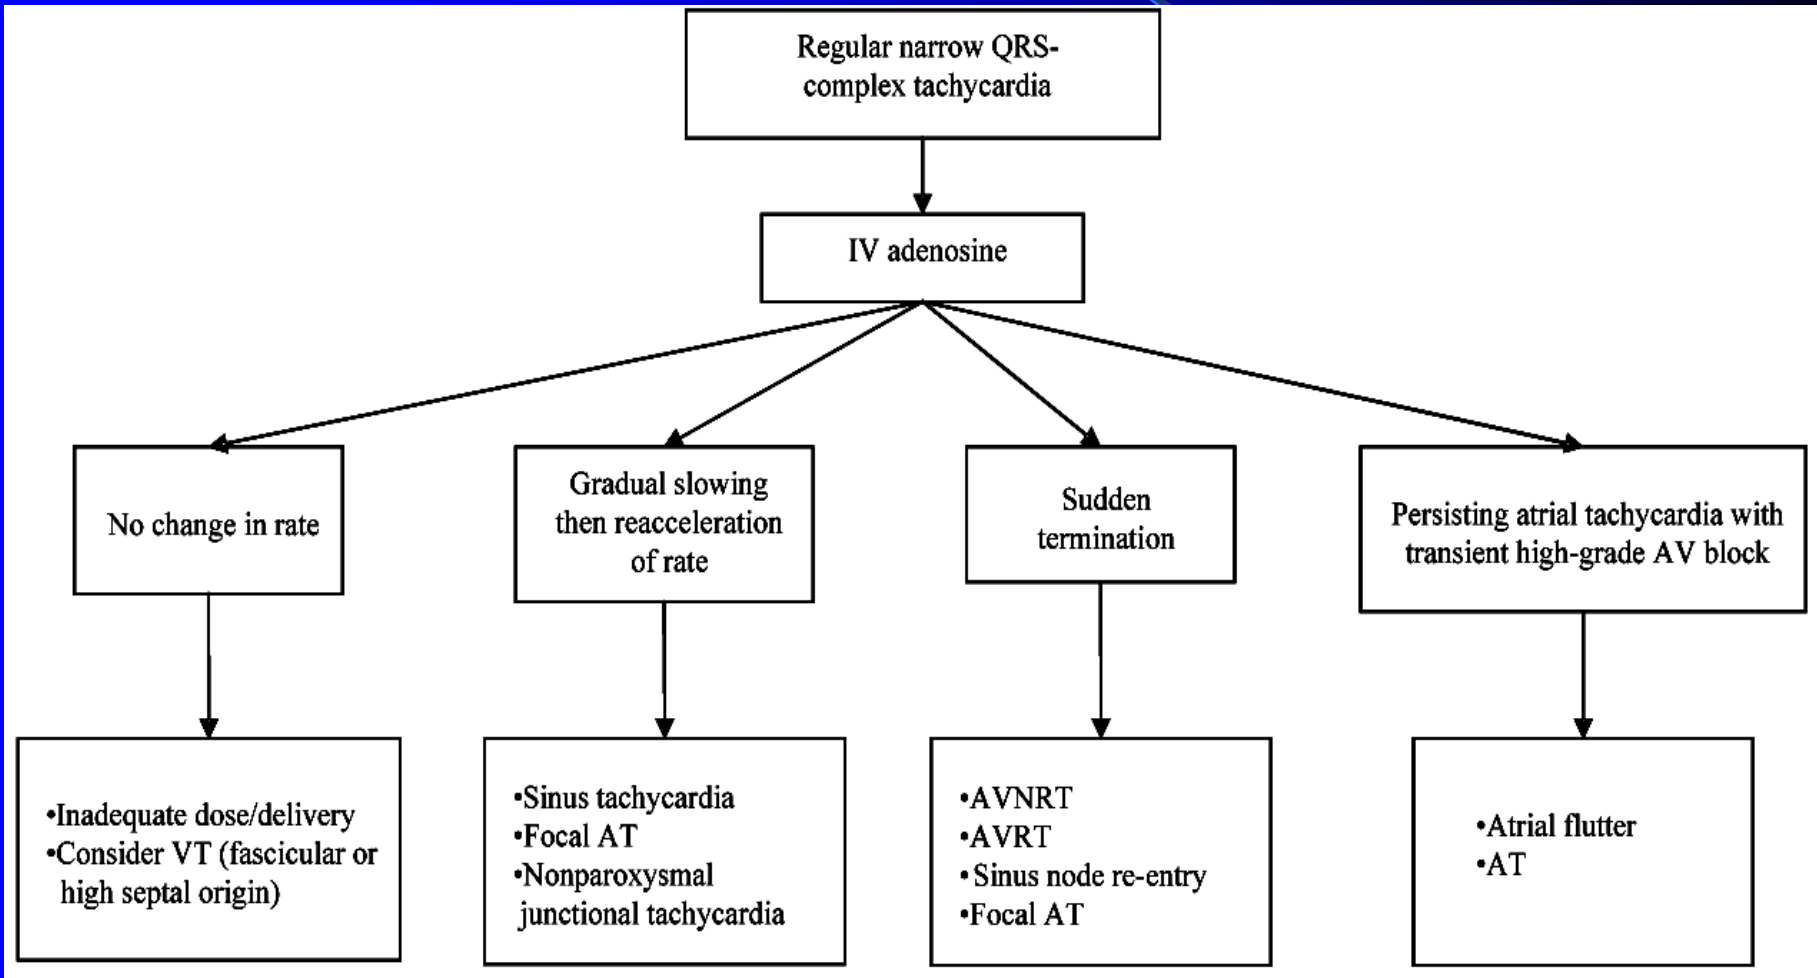 Regular narrow QRS-
complex tachycardia
IV adenosine
No change in rate
Gradual slowing
then reacceleration
of rate
Sudden
termination
Persisting atrial tachycardia with
transient high-grade AV block
•Inadequate dose/delivery
•Consider VT (fascicular or
high septal origin)
•Sinus tachycardia
•Focal AT
•Nonparoxysmal
junctional tachycardia
•AVNRT
•AVRT
•Sinus node re-entry
•Focal AT
•Atrial flutter
•AT